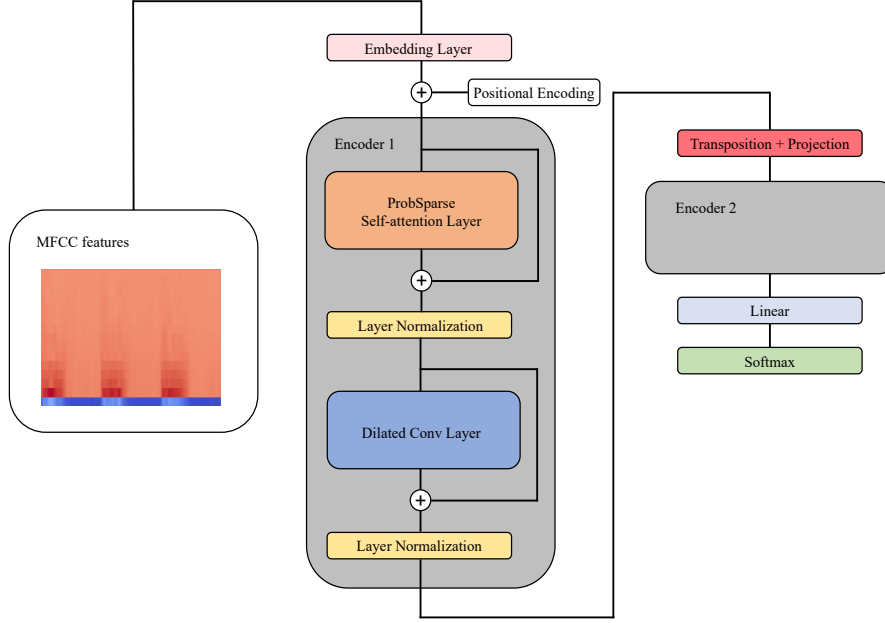 MFCC features
Embedding Layer
+
Positional Encoding
Encoder 1
ProbSparse
Self-attention Layer
+
Layer Normalization
Dilated Conv Layer
+
Layer Normalization
Transposition + Projection
Encoder 2
Linear
Softmax